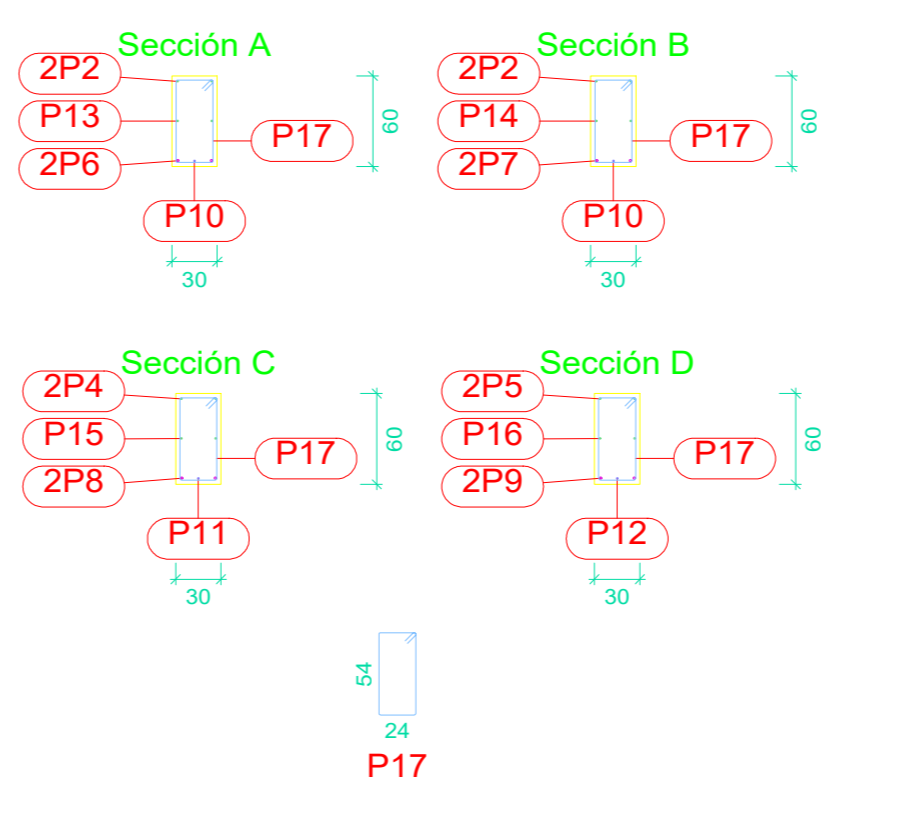 Sección A
2P2
P13
2P6
P17
P10
60
30
Sección B
2P2
P14
2P7
P17
P10
60
30
Sección C
2P4
P15
2P8
P17
P11
60
30
Sección D
2P5
P16
2P9
P17
P12
60
30
54
24
P17